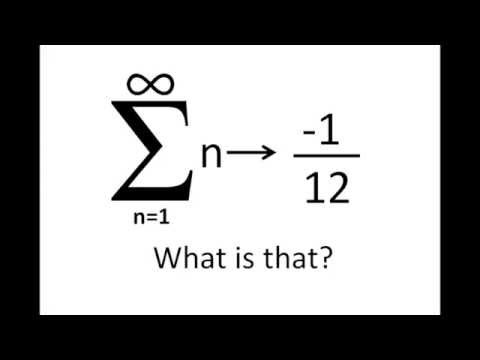 ∞
∑ n → -1/12
n=1
What is that?